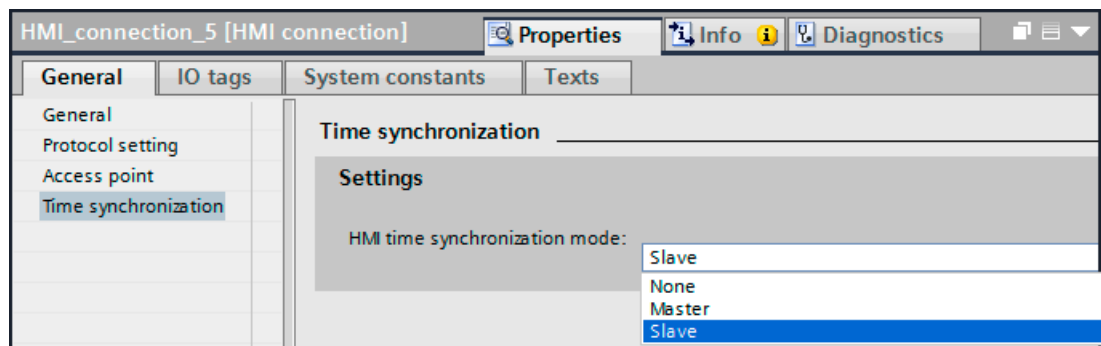 HMI_connection_5 [HMI connection] Properties Info Diagnostics
General IO tags System constants Texts
General
Protocol setting
Access point
Time synchronization
Time synchronization
Settings
HMI time synchronization mode:
Slave
None
Master
Slave